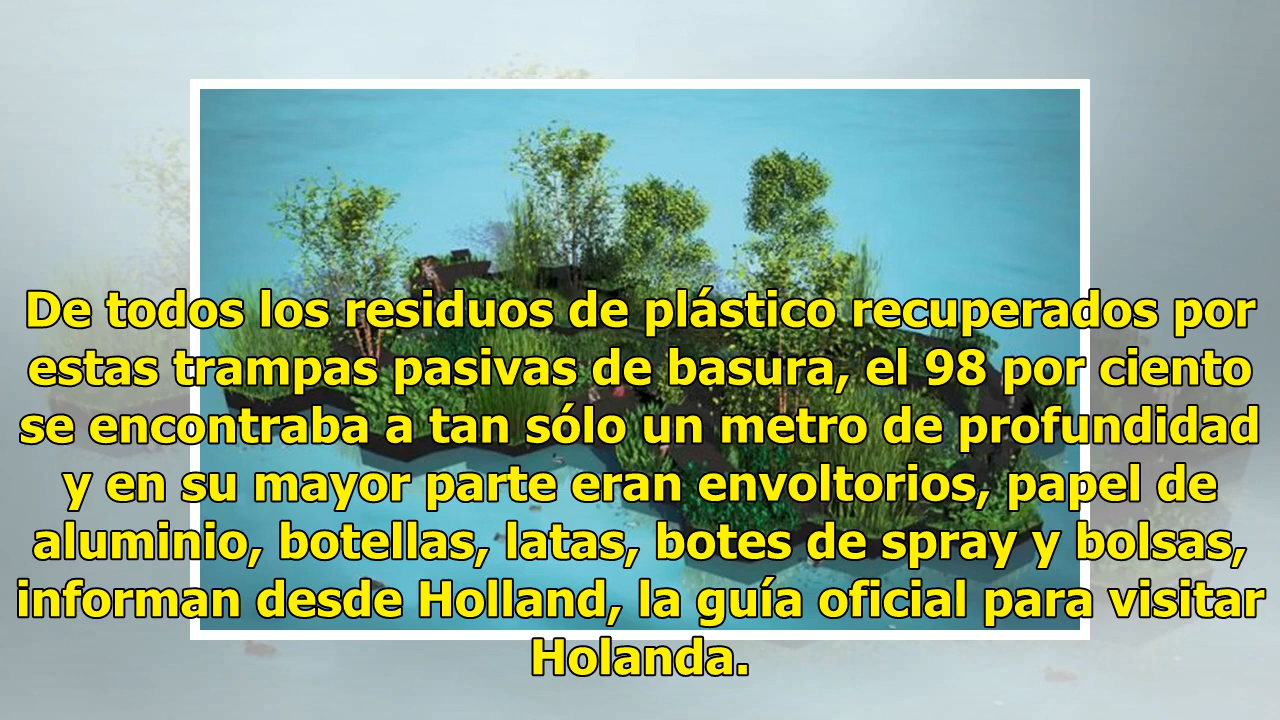 De todos los residuos de plástico recuperados por
estas trampas pasivas de basura, el 98 por ciento
se encontraba a tan sólo un metro de profundidad
y en su mayor parte eran envoltorios, papel de
aluminio, botellas, latas, botes de spray y bolsas,
informan desde Holland, la guía oficial para visitar
Holanda.